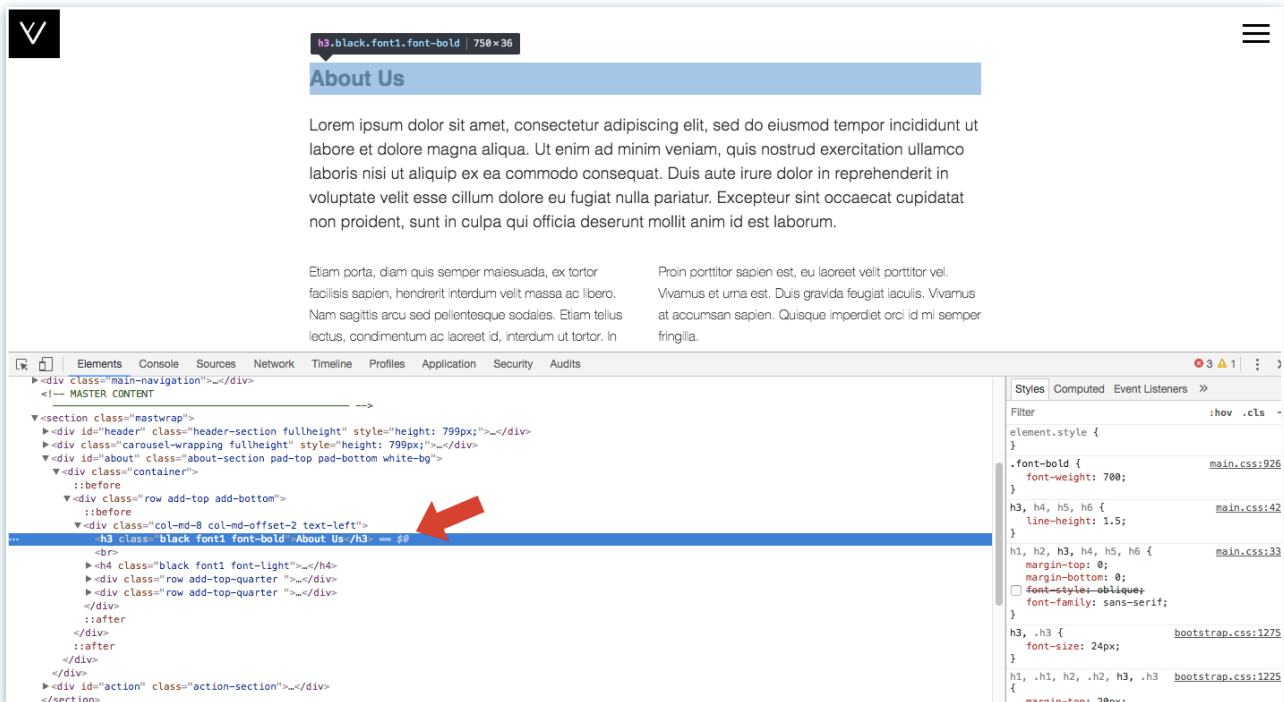 h3.black.font1.font-bold | 750×36
About Us
Lorem ipsum dolor sit amet, consectetur adipiscing elit, sed do eiusmod tempor incididunt ut
labore et dolore magna aliqua. Ut enim ad minim veniam, quis nostrud exercitation ullamco
laboris nisi ut aliquip ex ea commodo consequat. Duis aute irure dolor in reprehenderit in
voluptate velit esse cillum dolore eu fugiat nulla pariatur. Excepteur sint occaecat cupidatat
non proident, sunt in culpa qui officia deserunt mollit anim id est laborum.
Etiam porta, diam quis semper malesuada, ex tortor
facilisis sapien, hendrerit interdum velit massa ac libero.
Nam sagittis arcu sed pellentesque sodales. Etiam tellus
lectus, condimentum ac laoreet id, interdum ut tortor. In
Proin porttitor sapien est, eu laoreet velit porttitor vel.
Vivamus et urna est. Duis gravida feugiat iaculis. Vivamus
at accumsan sapien. Quisque imperdiet orci id mi semper
fringilla.
Elements Console Sources Network Timeline Profiles Application Security Audits 3 1
<div class="main-navigation">…</div>
<!-- MASTER CONTENT
-->
<section class="mastwrap">
<div id="header" class="header-section fullheight" style="height: 799px;">…</div>
<div class="carousel-wrapping fullheight" style="height: 799px;">…</div>
<div id="about" class="about-section pad-top pad-bottom white-bg">
<div class="container">
::before
<div class="row add-top add-bottom">
::before
<div class="col-md-8 col-md-offset-2 text-left">
<h3 class="black font1 font-bold">About Us</h3> == $0
<br>
<h4 class="black font1 font-light">…</h4>
<div class="row add-top-quarter ">…</div>
<div class="row add-top-quarter ">…</div>
</div>
::after
</div>
::after
</div>
</div>
<div id="action" class="action-section">…</div>
</section>
Styles Computed Event Listeners »
Filter :hov .cls
element.style {
}
.font-bold { main.css:926
font-weight: 700;
}
h3, h4, h5, h6 { main.css:42
line-height: 1.5;
}
h1, h2, h3, h4, h5, h6 { main.css:33
margin-top: 0;
margin-bottom: 0;
font-style: oblique;
font-family: sans-serif;
}
h3, .h3 { bootstrap.css:1275
font-size: 24px;
}
h1, .h1, h2, .h2, h3, .h3 bootstrap.css:1225
{
margin-top: 20px;